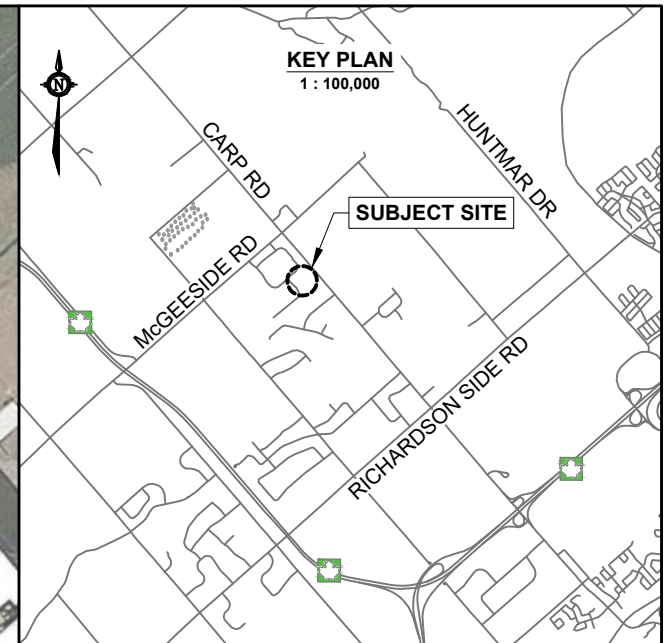 KEY PLAN
1 : 100,000
N
HUNTMAR DR
CARP RD
SUBJECT SITE
McGEESIDE RD
RICHARDSON SIDE RD